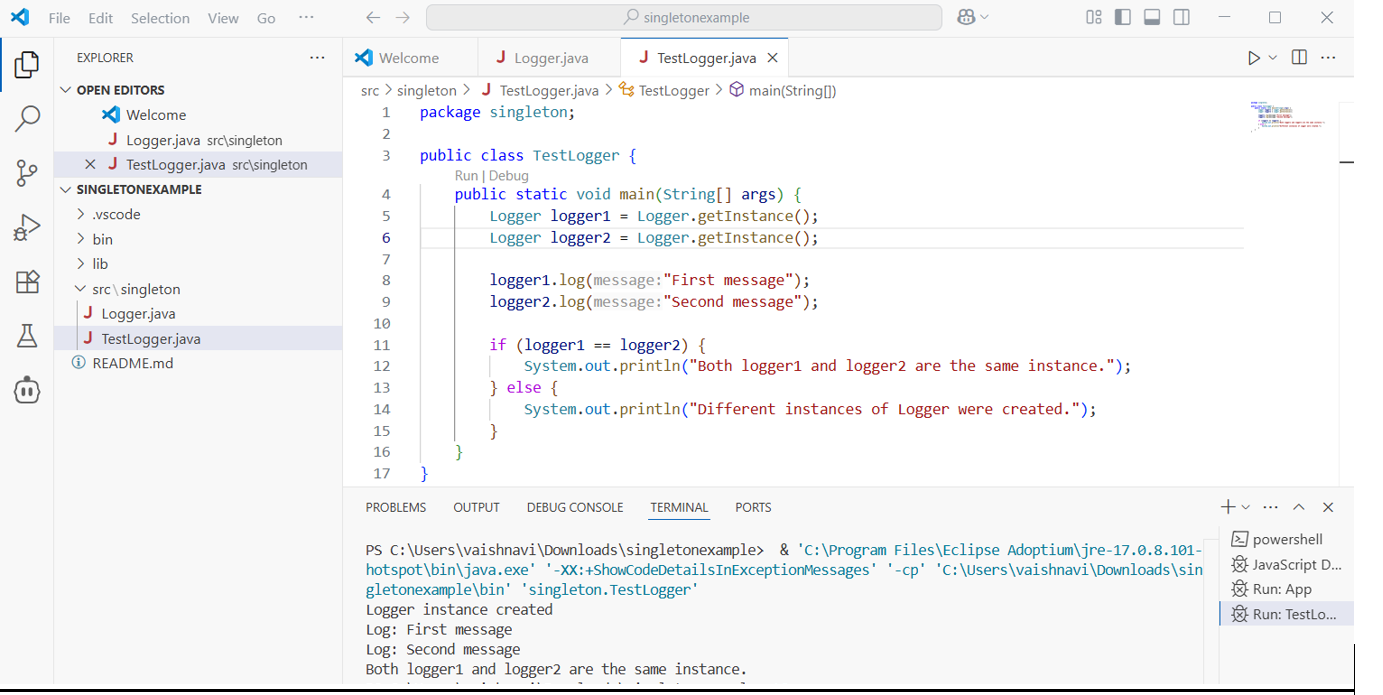 File Edit Selection View Go ··· singletonexample
EXPLORER ···
OPEN EDITORS
Welcome
J Logger.java src\singleton
J TestLogger.java src\singleton
SINGLETONEXAMPLE
.vscode
bin
lib
src\singleton
J Logger.java
J TestLogger.java
README.md
Welcome J Logger.java J TestLogger.java
src > singleton > J TestLogger.java > TestLogger > main(String[])
1 package singleton;
2
3 public class TestLogger {
Run | Debug
4 public static void main(String[] args) {
5 Logger logger1 = Logger.getInstance();
6 Logger logger2 = Logger.getInstance();
7
8 logger1.log(message:"First message");
9 logger2.log(message:"Second message");
10
11 if (logger1 == logger2) {
12 System.out.println("Both logger1 and logger2 are the same instance.");
13 } else {
14 System.out.println("Different instances of Logger were created.");
15 }
16 }
17 }
PROBLEMS OUTPUT DEBUG CONSOLE TERMINAL PORTS
PS C:\Users\vaishnavi\Downloads\singletonexample> & 'C:\Program Files\Eclipse Adoptium\jre-17.0.8.101-
hotspot\bin\java.exe' '-XX:+ShowCodeDetailsInExceptionMessages' '-cp' 'C:\Users\vaishnavi\Downloads\sin
gletonexample\bin' 'singleton.TestLogger'
Logger instance created
Log: First message
Log: Second message
Both logger1 and logger2 are the same instance.
powershell
JavaScript D...
Run: App
Run: TestLo...